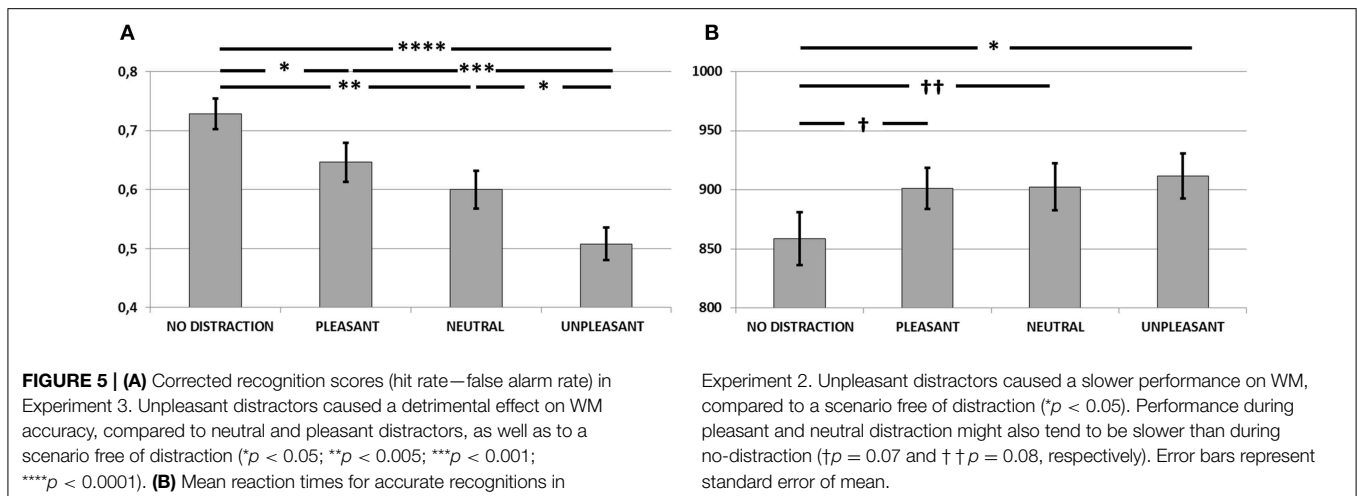 A
****
*
***
**
*
0,8
0,7
0,6
0,5
0,4
NO DISTRACTION PLEASANT NEUTRAL UNPLEASANT
B
*
††
†
1000
950
900
850
800
NO DISTRACTION PLEASANT NEUTRAL UNPLEASANT
FIGURE 5 | (A) Corrected recognition scores (hit rate—false alarm rate) in
Experiment 3. Unpleasant distractors caused a detrimental effect on WM
accuracy, compared to neutral and pleasant distractors, as well as to a
scenario free of distraction (*p < 0.05; **p < 0.005; ***p < 0.001;
****p < 0.0001). (B) Mean reaction times for accurate recognitions in
Experiment 2. Unpleasant distractors caused a slower performance on WM,
compared to a scenario free of distraction (*p < 0.05). Performance during
pleasant and neutral distraction might also tend to be slower than during
no-distraction (†p = 0.07 and ††p = 0.08, respectively). Error bars represent
standard error of mean.